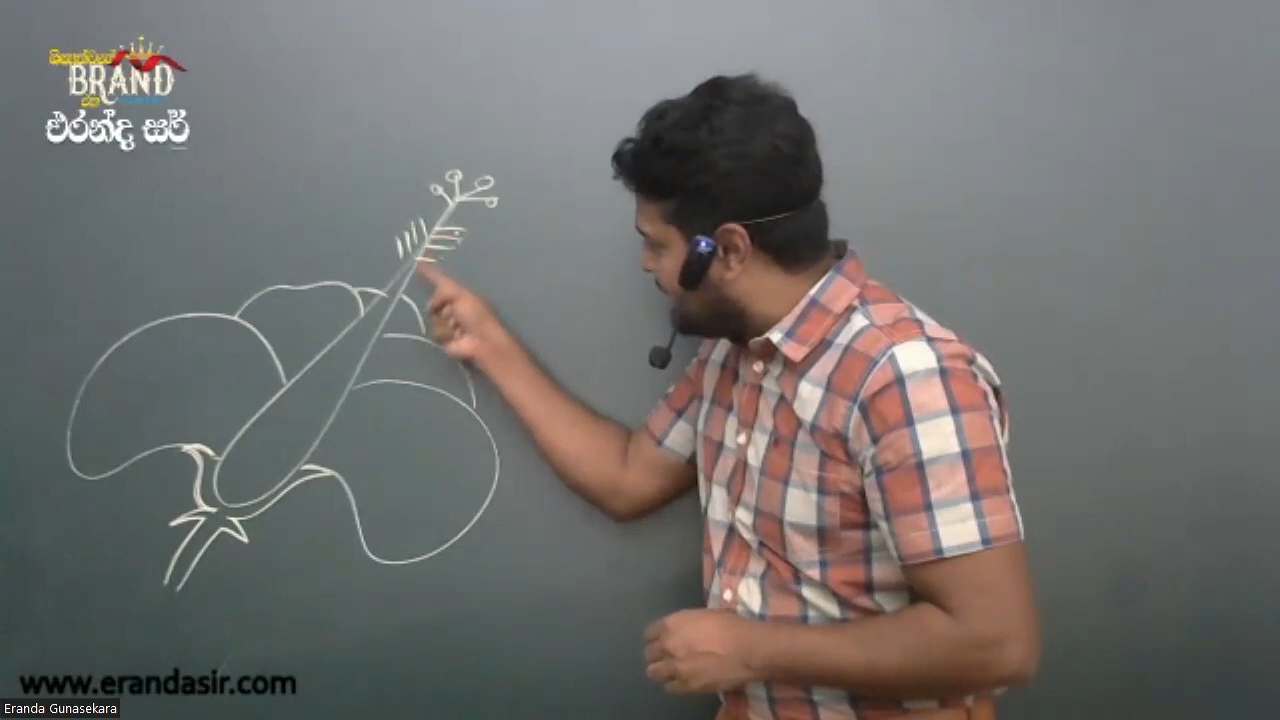 BRAND
එරන්ද සර්
www.erandasir.com
Eranda Gunasekara